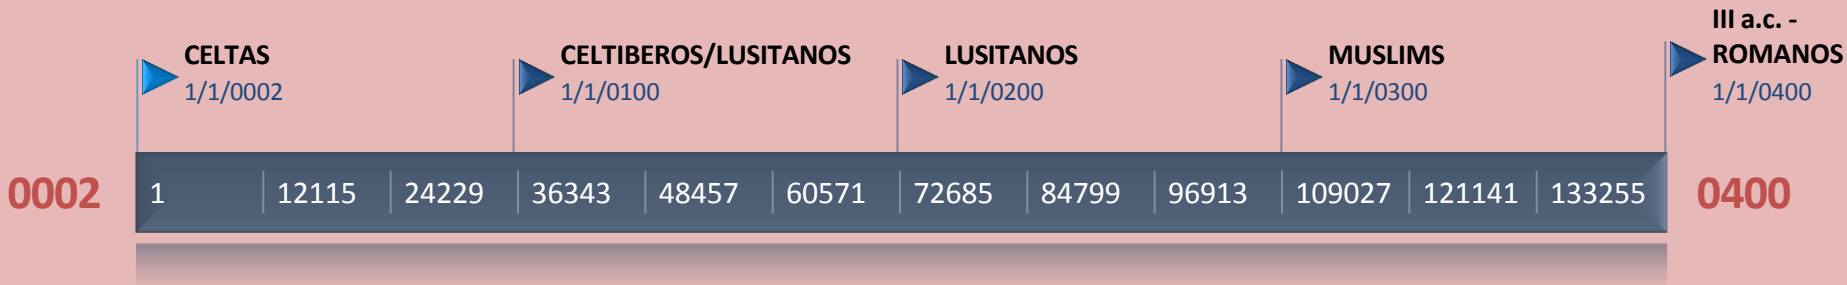 CELTAS
1/1/0002
CELTIBEROS/LUSITANOS
1/1/0100
LUSITANOS
1/1/0200
MUSLIMS
1/1/0300
III a.c. -
ROMANOS
1/1/0400
0002
1 12115 24229 36343 48457 60571 72685 84799 96913 109027 121141 133255
0400